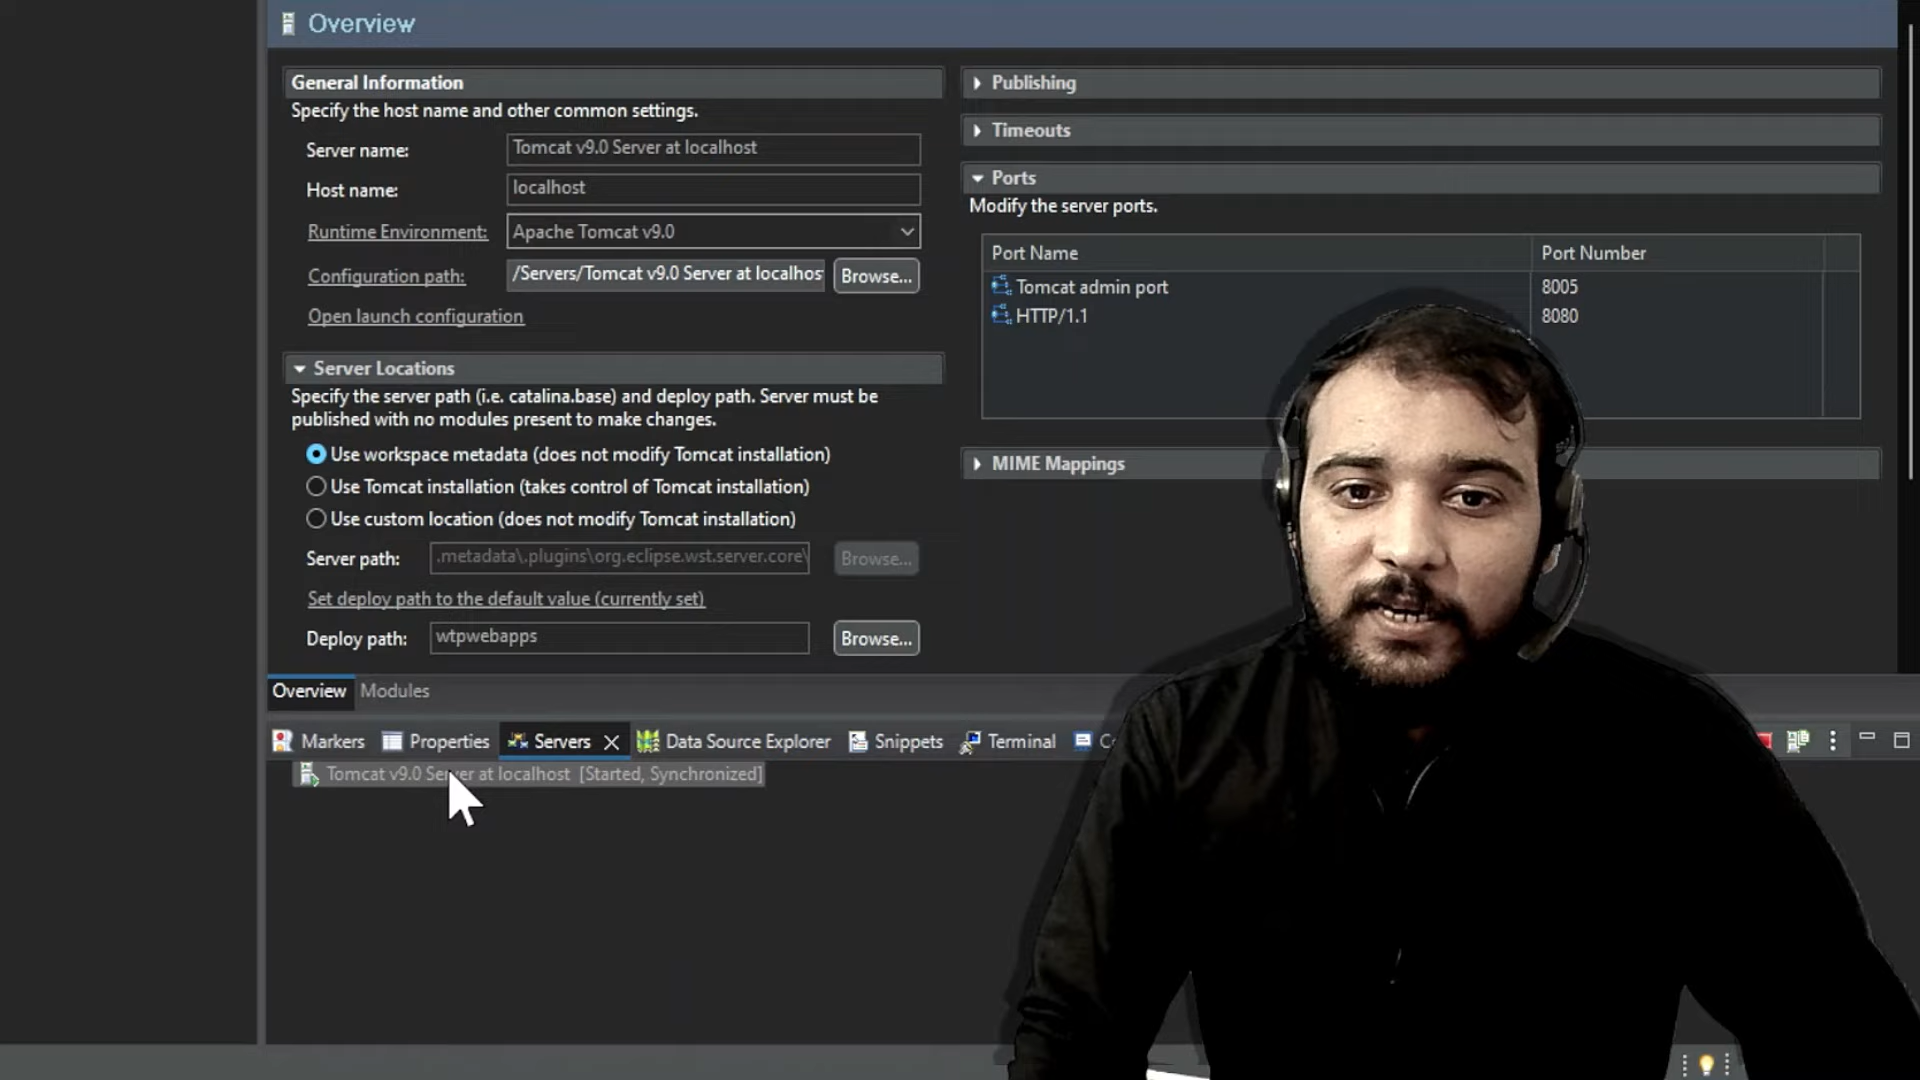 Overview
General Information
Specify the host name and other common settings.
Server name:
Tomcat v9.0 Server at localhost
Host name:
localhost
Runtime Environment:
Apache Tomcat v9.0
Configuration path:
/Servers/Tomcat v9.0 Server at localhos
Browse...
Open launch configuration
Server Locations
Specify the server path (i.e. catalina.base) and deploy path. Server must be
published with no modules present to make changes.
Use workspace metadata (does not modify Tomcat installation)
Use Tomcat installation (takes control of Tomcat installation)
Use custom location (does not modify Tomcat installation)
Server path:
.metadata\.plugins\org.eclipse.wst.server.core\
Browse...
Set deploy path to the default value (currently set)
Deploy path:
wtpwebapps
Browse...
Publishing
Timeouts
Ports
Modify the server ports.
Port Name Port Number
Tomcat admin port 8005
HTTP/1.1 8080
MIME Mappings
Overview Modules
Markers Properties Servers Data Source Explorer Snippets Terminal
Tomcat v9.0 Server at localhost [Started, Synchronized]